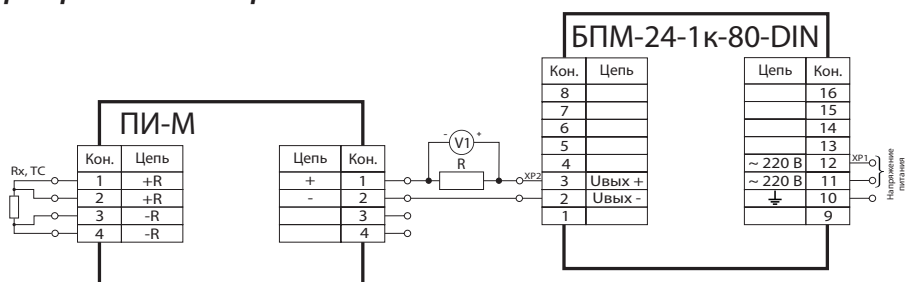 БПМ-24-1к-80-DIN
Кон. Цепь Цепь Кон.
8 16
7 15
6 14
5 13
4 ~ 220 В 12 XP1
XP2 3 Uвых + ~ 220 В 11
2 Uвых - 10
1 9
Напряжение
питания
ПИ-М
Rx, ТС
Кон. Цепь Цепь Кон.
1 +R + 1
2 +R - 2
3 -R 3
4 -R 4
- V1 +
R